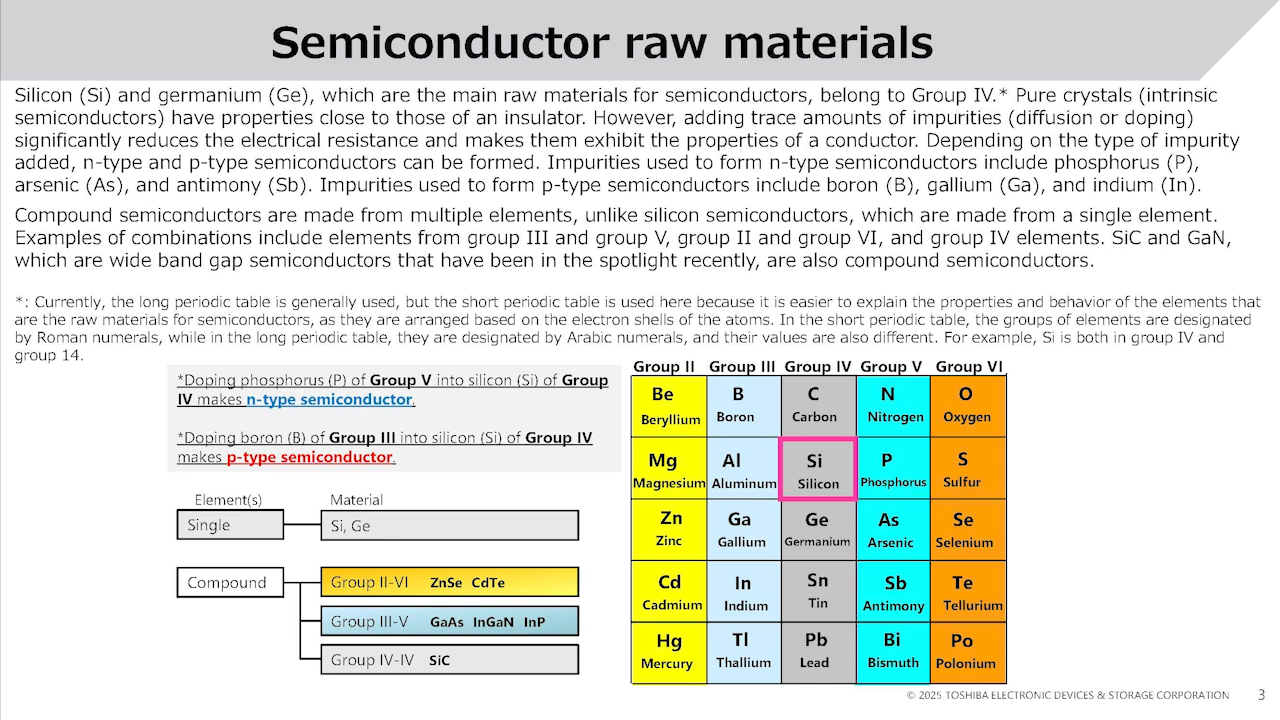 Semiconductor raw materials
Silicon (Si) and germanium (Ge), which are the main raw materials for semiconductors, belong to Group IV.* Pure crystals (intrinsic
semiconductors) have properties close to those of an insulator. However, adding trace amounts of impurities (diffusion or doping)
significantly reduces the electrical resistance and makes them exhibit the properties of a conductor. Depending on the type of impurity
added, n-type and p-type semiconductors can be formed. Impurities used to form n-type semiconductors include phosphorus (P),
arsenic (As), and antimony (Sb). Impurities used to form p-type semiconductors include boron (B), gallium (Ga), and indium (In).
Compound semiconductors are made from multiple elements, unlike silicon semiconductors, which are made from a single element.
Examples of combinations include elements from group III and group V, group II and group VI, and group IV elements. SiC and GaN,
which are wide band gap semiconductors that have been in the spotlight recently, are also compound semiconductors.
*: Currently, the long periodic table is generally used, but the short periodic table is used here because it is easier to explain the properties and behavior of the elements that
are the raw materials for semiconductors, as they are arranged based on the electron shells of the atoms. In the short periodic table, the groups of elements are designated
by Roman numerals, while in the long periodic table, they are designated by Arabic numerals, and their values are also different. For example, Si is both in group IV and
group 14.
*Doping phosphorus (P) of Group V into silicon (Si) of Group
IV makes n-type semiconductor.
*Doping boron (B) of Group III into silicon (Si) of Group IV
makes p-type semiconductor.
Element(s) Material
Single Si, Ge
Compound Group II-VI ZnSe CdTe
Group III-V GaAs InGaN InP
Group IV-IV SiC
Group II Group III Group IV Group V Group VI
Be B C N O
Beryllium Boron Carbon Nitrogen Oxygen
Mg Al Si P S
Magnesium Aluminum Silicon Phosphorus Sulfur
Zn Ga Ge As Se
Zinc Gallium Germanium Arsenic Selenium
Cd In Sn Sb Te
Cadmium Indium Tin Antimony Tellurium
Hg Tl Pb Bi Po
Mercury Thallium Lead Bismuth Polonium
© 2025 TOSHIBA ELECTRONIC DEVICES & STORAGE CORPORATION 3